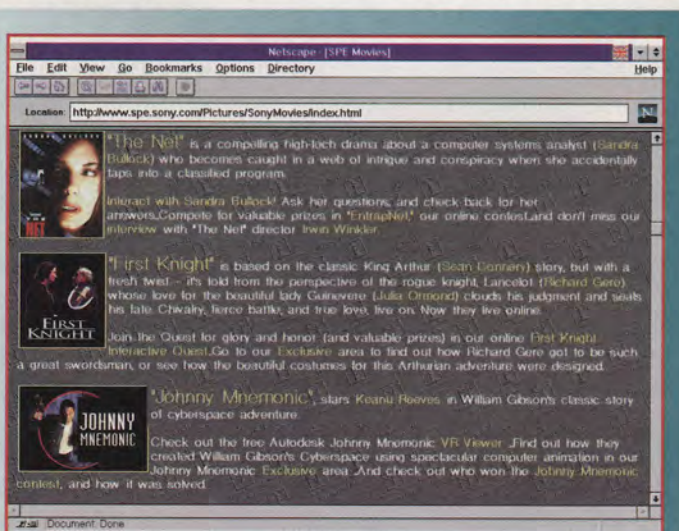 Netscape - [SPE Movies]
File Edit View Go Bookmarks Options Directory Help
Location: http://www.spe.sony.com/Pictures/SonyMovies/index.html
N
SANDRA BULLOCK
THE
NET
"The Net" is a compelling high-tech drama about a computer systems analyst (Sandra
Bullock) who becomes caught in a web of intrigue and conspiracy when she accidentally
taps into a classified program.
Interact with Sandra Bullock! Ask her questions, and check back for her
answers.Compete for valuable prizes in "EntrapNet," our online contest.and don't miss our
interview with "The Net" director Irwin Winkler.
FIRST
KNIGHT
"First Knight" is based on the classic King Arthur (Sean Connery) story, but with a
fresh twist - it's told from the perspective of the rogue knight, Lancelot (Richard Gere)
whose love for the beautiful lady Guinevere (Julia Ormond) clouds his judgment and seals
his fate. Chivalry, fierce battle, and true love, live on. Now they live online.
Join the Quest for glory and honor (and valuable prizes) in our online First Knight
Interactive Quest.Go to our Exclusive area to find out how Richard Gere got to be such
a great swordsman, or see how the beautiful costumes for this Arthurian adventure were designed.
JOHNNY
MNEMONIC
"Johnny Mnemonic", stars Keanu Reeves in William Gibson's classic story
of cyberspace adventure.
Check out the free Autodesk Johnny Mnemonic VR Viewer .Find out how they
created William Gibson's Cyberspace using spectacular computer animation in our
Johnny Mnemonic Exclusive area .And check out who won the Johnny Mnemonic
contest, and how it was solved.
Document: Done